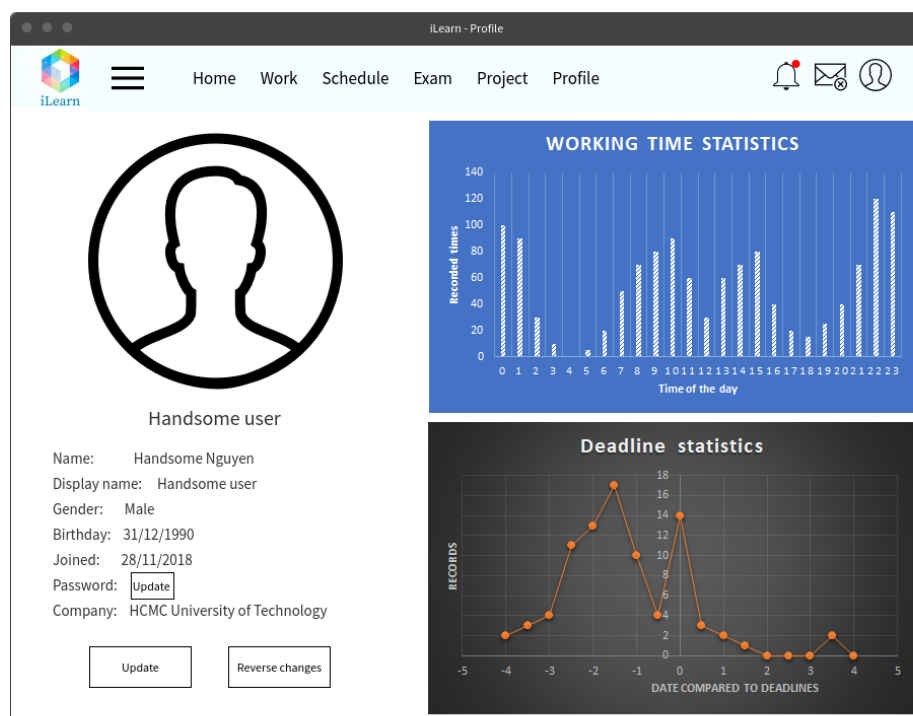 iLearn - Profile
iLearn
Home Work Schedule Exam Project Profile
Handsome user
Name: Handsome Nguyen
Display name: Handsome user
Gender: Male
Birthday: 31/12/1990
Joined: 28/11/2018
Password: Update
Company: HCMC University of Technology
Update Reverse changes
WORKING TIME STATISTICS
Recorded times
140
120
100
80
60
40
20
0
0 1 2 3 4 5 6 7 8 9 10 11 12 13 14 15 16 17 18 19 20 21 22 23
Time of the day
Deadline statistics
RECORDS
18
16
14
12
10
8
6
4
2
0
-5 -4 -3 -2 -1 0 1 2 3 4 5
DATE COMPARED TO DEADLINES